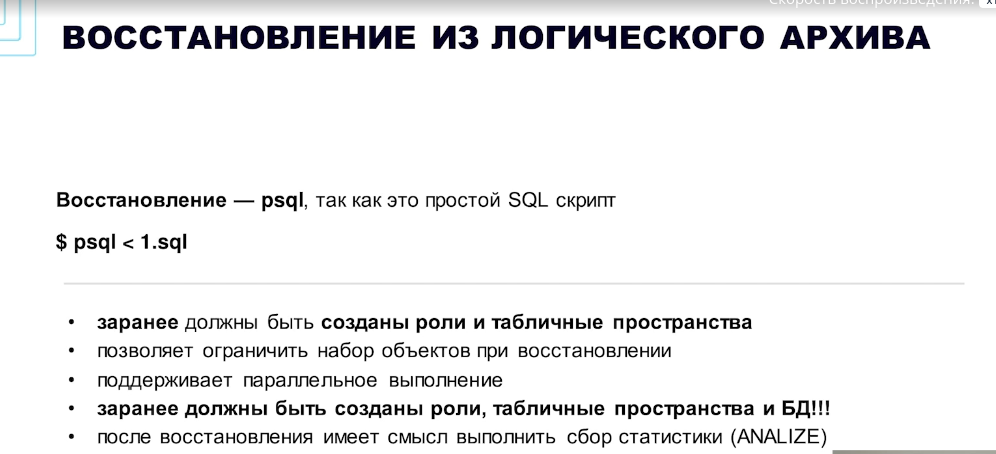 Скорость воспроизведения:
ВОССТАНОВЛЕНИЕ ИЗ ЛОГИЧЕСКОГО АРХИВА
Восстановление — psql, так как это простой SQL скрипт
$ psql < 1.sql
• заранее должны быть созданы роли и табличные пространства
• позволяет ограничить набор объектов при восстановлении
• поддерживает параллельное выполнение
• заранее должны быть созданы роли, табличные пространства и БД!!!
• после восстановления имеет смысл выполнить сбор статистики (ANALIZE)